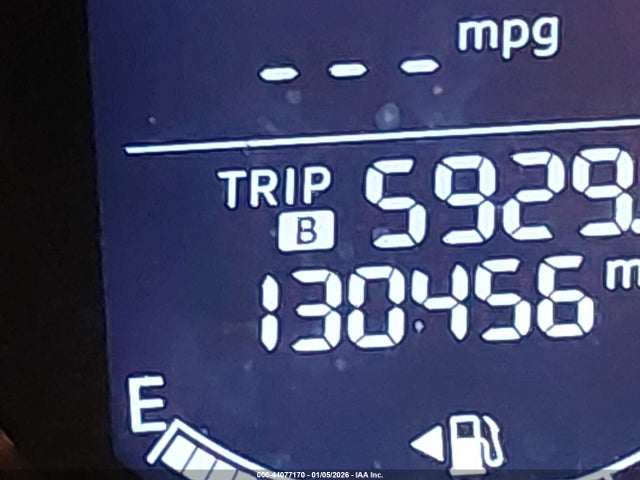 --- mpg
TRIP B 5929.
130456 m
E
000-44077170 - 01/05/2026 - IAA Inc.